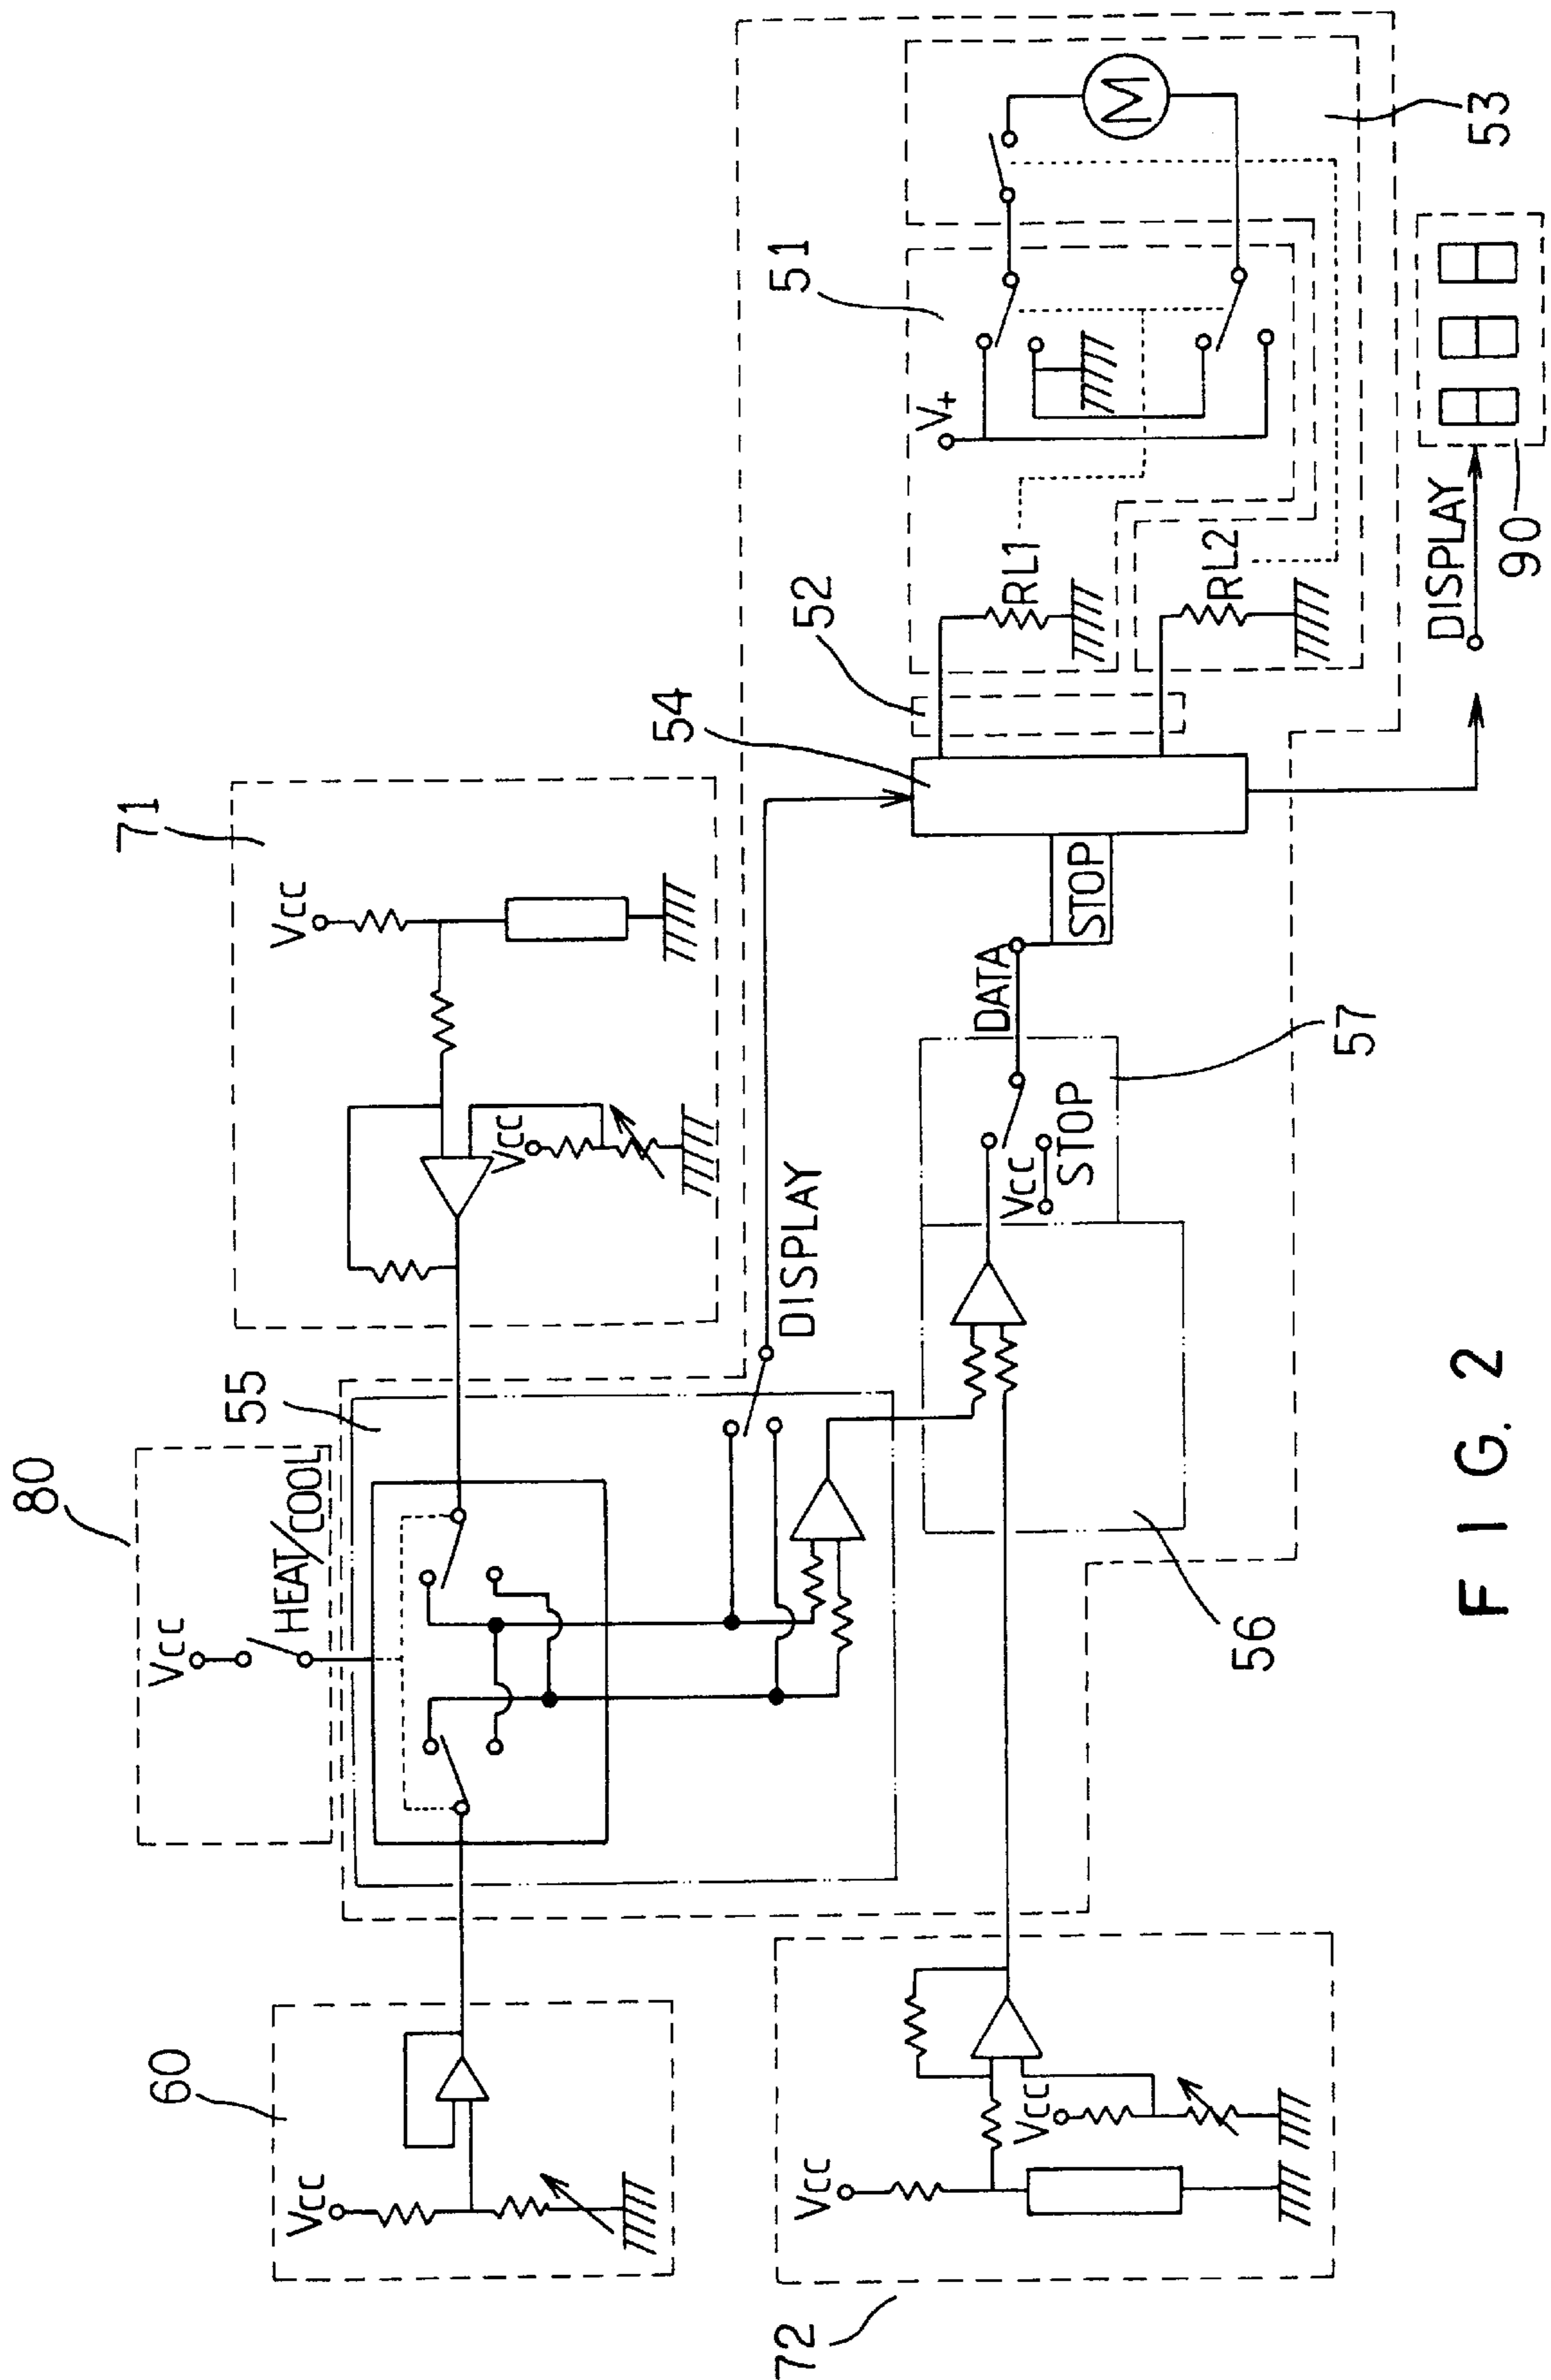 80
VCC
HEAT/COOL
55
71
VCC
VCC
60
VCC
DISPLAY
54
52
51
V+
RL1
RL2
M
53
72
VCC
VCC
56
VCC
STOP
57
DATA
STOP
DISPLAY
90
FIG. 2